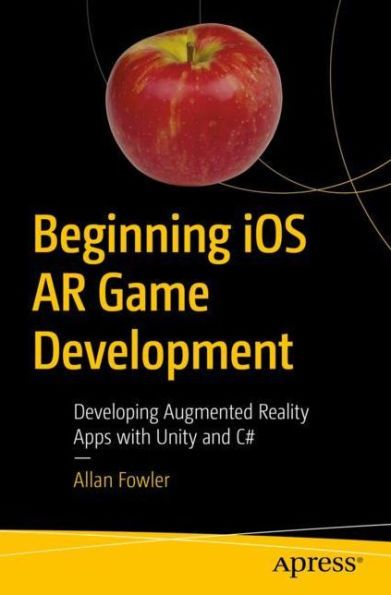 Beginning iOS
AR Game
Development
Developing Augmented Reality
Apps with Unity and C#
—
Allan Fowler
Apress®